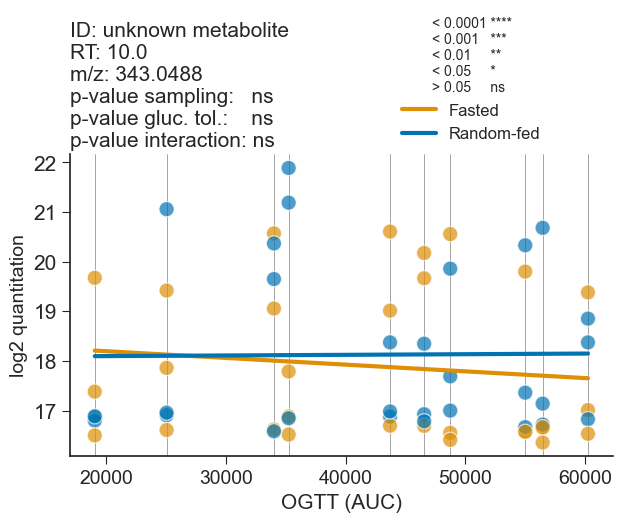 ID: unknown metabolite
RT: 10.0
m/z: 343.0488
p-value sampling: ns
p-value gluc. tol.: ns
p-value interaction: ns
< 0.0001 ****
< 0.001 ***
< 0.01 **
< 0.05 *
> 0.05 ns
Fasted
Random-fed
22
21
20
19
18
17
log2 quantitation
20000 30000 40000 50000 60000
OGTT (AUC)